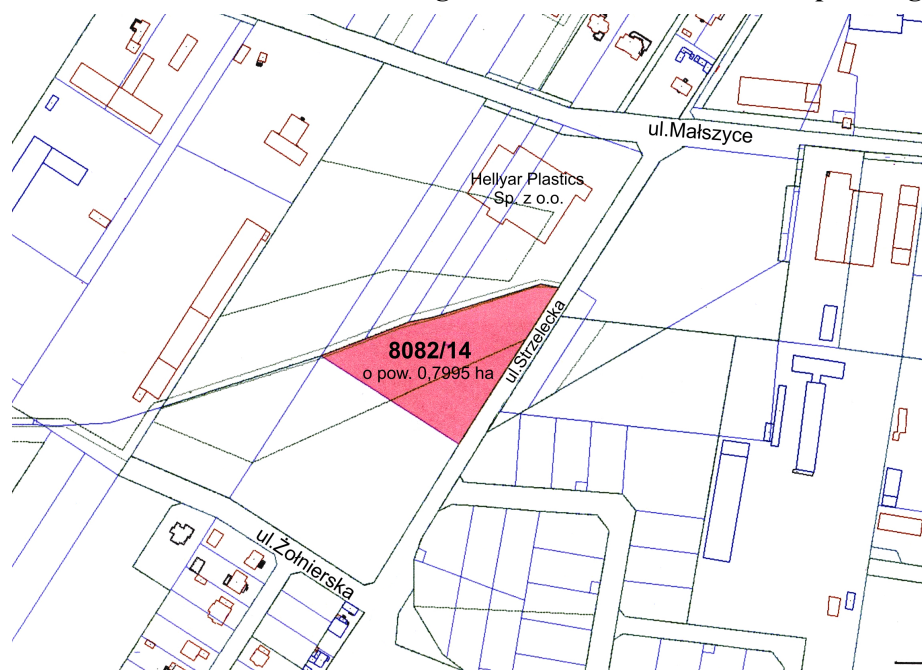 ul.Małszyce
Hellyar Plastics
Sp. z o.o.
ul.Strzelecka
8082/14
o pow. 0,7995 ha
ul.Żołnierska